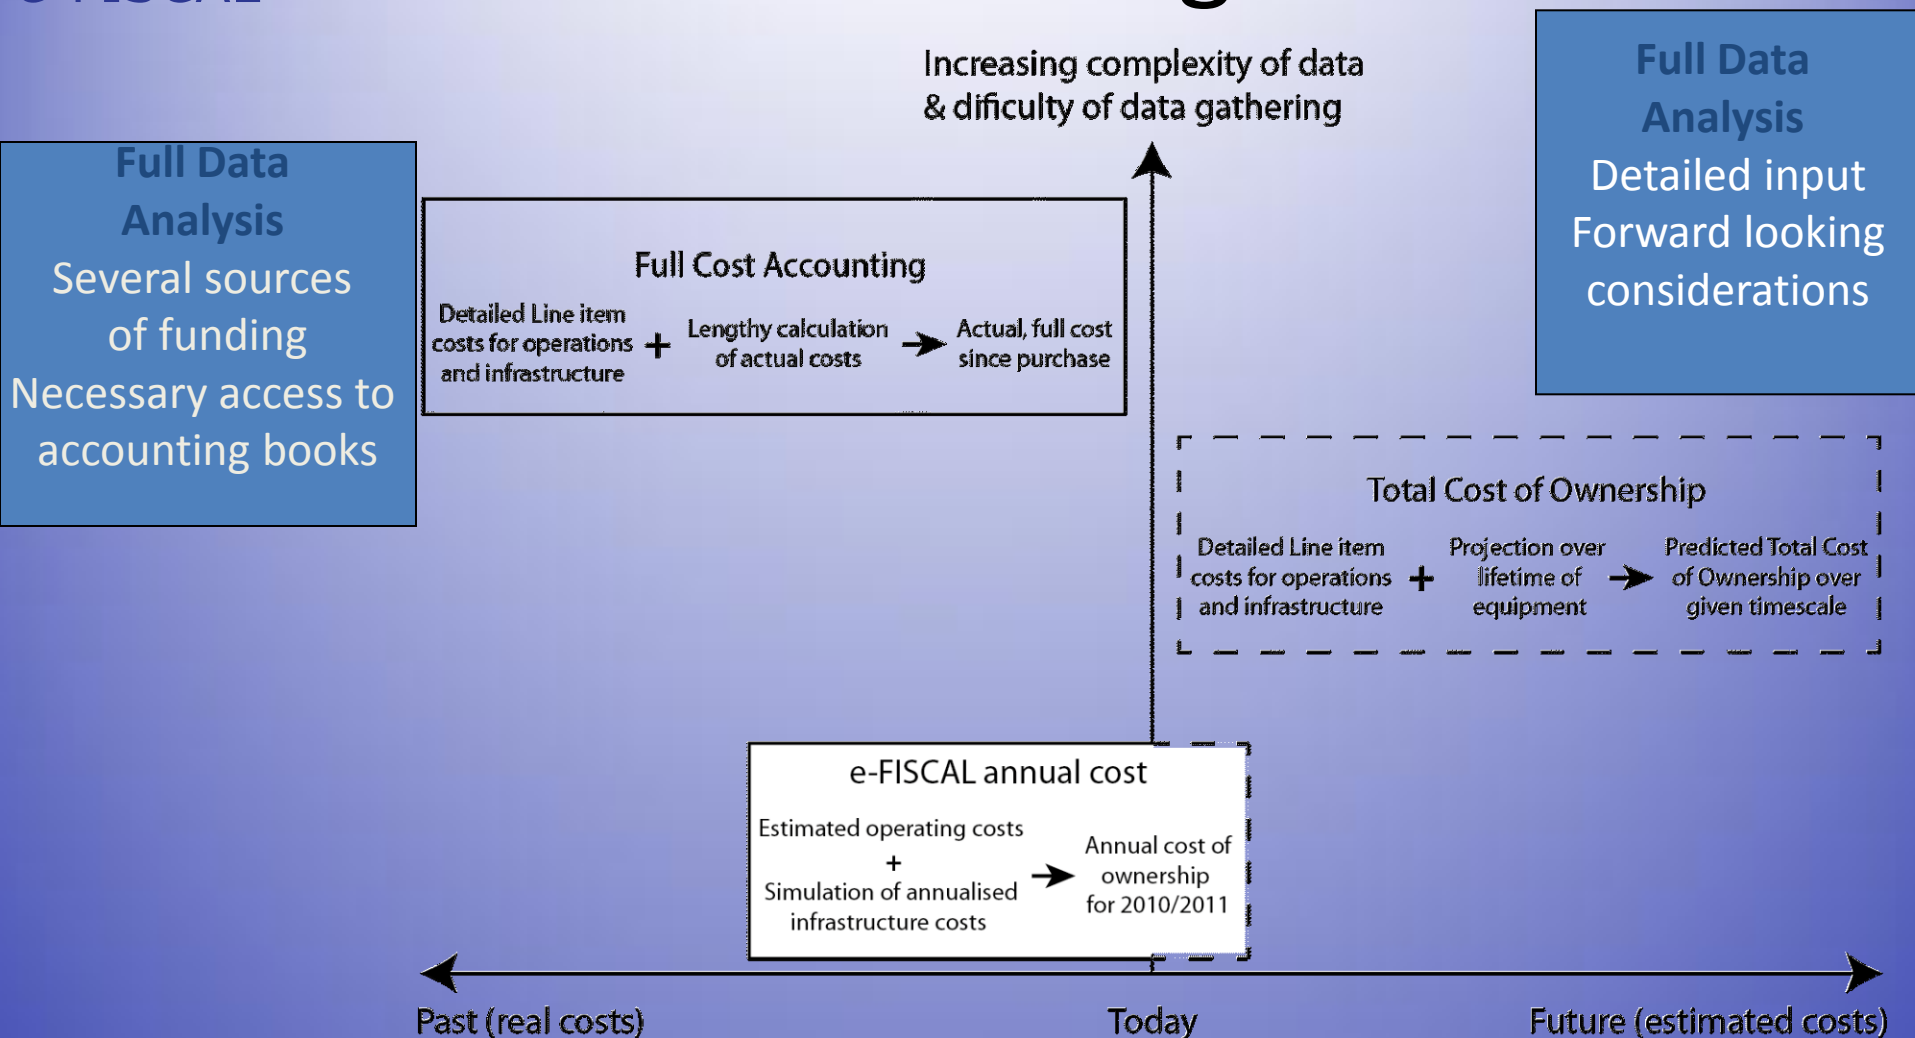 Increasing complexity of data
& dificulty of data gathering
Full Data
Analysis
Detailed input
Forward looking
considerations
Full Data
Analysis
Several sources
of funding
Necessary access to
accounting books
Full Cost Accounting
Detailed Line item
costs for operations
and infrastructure
+
Lengthy calculation
of actual costs
Actual, full cost
since purchase
Total Cost of Ownership
Detailed Line item
costs for operations
and infrastructure
+
Projection over
lifetime of
equipment
Predicted Total Cost
of Ownership over
given timescale
e-FISCAL annual cost
Estimated operating costs
+
Simulation of annualised
infrastructure costs
Annual cost of
ownership
for 2010/2011
Past (real costs)
Today
Future (estimated costs)